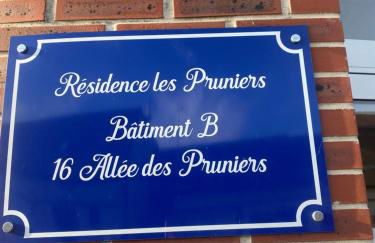 Résidence les Pruniers
Bâtiment B
16 Allée des Pruniers